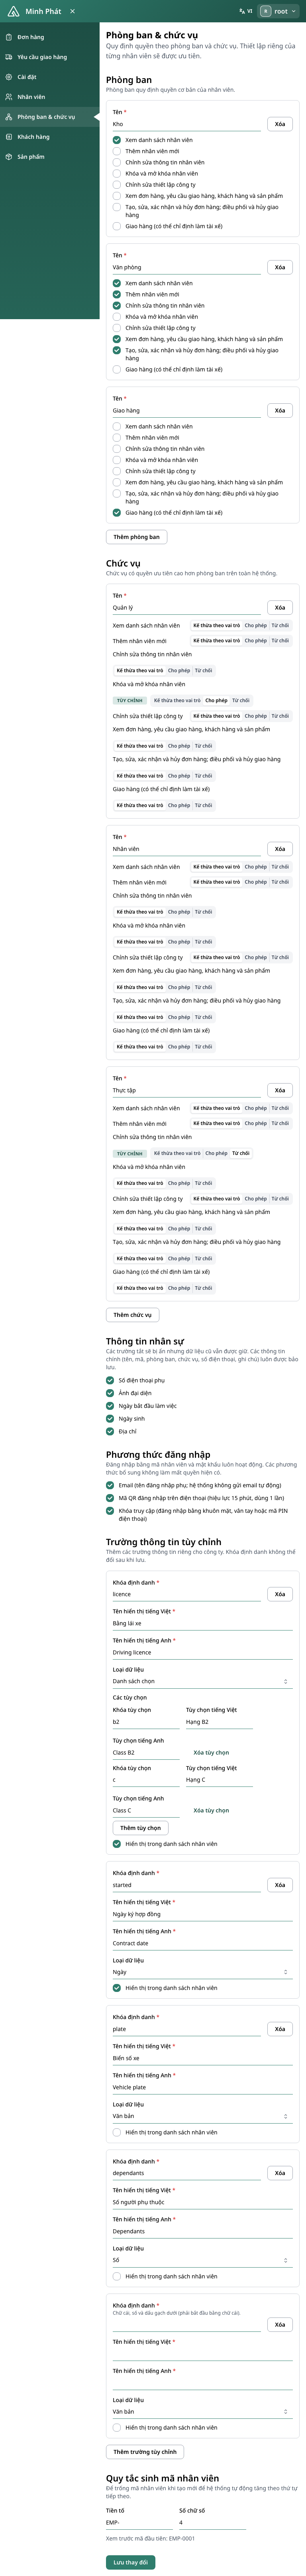 Minh Phát
VI
R
root
Đơn hàng
Yêu cầu giao hàng
Cài đặt
Nhân viên
Phòng ban & chức vụ
Khách hàng
Sản phẩm
Phòng ban & chức vụ
Quy định quyền theo phòng ban và chức vụ. Thiết lập riêng của
từng nhân viên sẽ được ưu tiên.
Phòng ban
Phòng ban quy định quyền cơ bản của nhân viên.
Tên *
Kho
Xóa
Xem danh sách nhân viên
Thêm nhân viên mới
Chỉnh sửa thông tin nhân viên
Khóa và mở khóa nhân viên
Chỉnh sửa thiết lập công ty
Xem đơn hàng, yêu cầu giao hàng, khách hàng và sản phẩm
Tạo, sửa, xác nhận và hủy đơn hàng; điều phối và hủy giao
hàng
Giao hàng (có thể chỉ định làm tài xế)
Tên *
Văn phòng
Xóa
Xem danh sách nhân viên
Thêm nhân viên mới
Chỉnh sửa thông tin nhân viên
Khóa và mở khóa nhân viên
Chỉnh sửa thiết lập công ty
Xem đơn hàng, yêu cầu giao hàng, khách hàng và sản phẩm
Tạo, sửa, xác nhận và hủy đơn hàng; điều phối và hủy giao
hàng
Giao hàng (có thể chỉ định làm tài xế)
Tên *
Giao hàng
Xóa
Xem danh sách nhân viên
Thêm nhân viên mới
Chỉnh sửa thông tin nhân viên
Khóa và mở khóa nhân viên
Chỉnh sửa thiết lập công ty
Xem đơn hàng, yêu cầu giao hàng, khách hàng và sản phẩm
Tạo, sửa, xác nhận và hủy đơn hàng; điều phối và hủy giao
hàng
Giao hàng (có thể chỉ định làm tài xế)
Thêm phòng ban
Chức vụ
Chức vụ có quyền ưu tiên cao hơn phòng ban trên toàn hệ thống.
Tên *
Quản lý
Xóa
Xem danh sách nhân viên Kế thừa theo vai trò Cho phép Từ chối
Thêm nhân viên mới Kế thừa theo vai trò Cho phép Từ chối
Chỉnh sửa thông tin nhân viên
Kế thừa theo vai trò Cho phép Từ chối
Khóa và mở khóa nhân viên
TÙY CHỈNH Kế thừa theo vai trò Cho phép Từ chối
Chỉnh sửa thiết lập công ty Kế thừa theo vai trò Cho phép Từ chối
Xem đơn hàng, yêu cầu giao hàng, khách hàng và sản phẩm
Kế thừa theo vai trò Cho phép Từ chối
Tạo, sửa, xác nhận và hủy đơn hàng; điều phối và hủy giao hàng
Kế thừa theo vai trò Cho phép Từ chối
Giao hàng (có thể chỉ định làm tài xế)
Kế thừa theo vai trò Cho phép Từ chối
Tên *
Nhân viên
Xóa
Xem danh sách nhân viên Kế thừa theo vai trò Cho phép Từ chối
Thêm nhân viên mới Kế thừa theo vai trò Cho phép Từ chối
Chỉnh sửa thông tin nhân viên
Kế thừa theo vai trò Cho phép Từ chối
Khóa và mở khóa nhân viên
Kế thừa theo vai trò Cho phép Từ chối
Chỉnh sửa thiết lập công ty Kế thừa theo vai trò Cho phép Từ chối
Xem đơn hàng, yêu cầu giao hàng, khách hàng và sản phẩm
Kế thừa theo vai trò Cho phép Từ chối
Tạo, sửa, xác nhận và hủy đơn hàng; điều phối và hủy giao hàng
Kế thừa theo vai trò Cho phép Từ chối
Giao hàng (có thể chỉ định làm tài xế)
Kế thừa theo vai trò Cho phép Từ chối
Tên *
Thực tập
Xóa
Xem danh sách nhân viên Kế thừa theo vai trò Cho phép Từ chối
Thêm nhân viên mới Kế thừa theo vai trò Cho phép Từ chối
Chỉnh sửa thông tin nhân viên
TÙY CHỈNH Kế thừa theo vai trò Cho phép Từ chối
Khóa và mở khóa nhân viên
Kế thừa theo vai trò Cho phép Từ chối
Chỉnh sửa thiết lập công ty Kế thừa theo vai trò Cho phép Từ chối
Xem đơn hàng, yêu cầu giao hàng, khách hàng và sản phẩm
Kế thừa theo vai trò Cho phép Từ chối
Tạo, sửa, xác nhận và hủy đơn hàng; điều phối và hủy giao hàng
Kế thừa theo vai trò Cho phép Từ chối
Giao hàng (có thể chỉ định làm tài xế)
Kế thừa theo vai trò Cho phép Từ chối
Thêm chức vụ
Thông tin nhân sự
Các trường tắt sẽ bị ẩn nhưng dữ liệu cũ vẫn được giữ. Các thông tin
chính (tên, mã, phòng ban, chức vụ, số điện thoại, ghi chú) luôn được bảo
lưu.
Số điện thoại phụ
Ảnh đại diện
Ngày bắt đầu làm việc
Ngày sinh
Địa chỉ
Phương thức đăng nhập
Đăng nhập bằng mã nhân viên và mật khẩu luôn hoạt động. Các phương
thức bổ sung không làm mất quyền hiện có.
Email (tên đăng nhập phụ; hệ thống không gửi email tự động)
Mã QR đăng nhập trên điện thoại (hiệu lực 15 phút, dùng 1 lần)
Khóa truy cập (đăng nhập bằng khuôn mặt, vân tay hoặc mã PIN
điện thoại)
Trường thông tin tùy chỉnh
Thêm các trường thông tin riêng cho công ty. Khóa định danh không thể
đổi sau khi lưu.
Khóa định danh *
licence
Xóa
Tên hiển thị tiếng Việt *
Bằng lái xe
Tên hiển thị tiếng Anh *
Driving licence
Loại dữ liệu
Danh sách chọn
Các tùy chọn
Khóa tùy chọn Tùy chọn tiếng Việt
b2 Hạng B2
Tùy chọn tiếng Anh
Class B2 Xóa tùy chọn
Khóa tùy chọn Tùy chọn tiếng Việt
c Hạng C
Tùy chọn tiếng Anh
Class C Xóa tùy chọn
Thêm tùy chọn
Hiển thị trong danh sách nhân viên
Khóa định danh *
started
Xóa
Tên hiển thị tiếng Việt *
Ngày ký hợp đồng
Tên hiển thị tiếng Anh *
Contract date
Loại dữ liệu
Ngày
Hiển thị trong danh sách nhân viên
Khóa định danh *
plate
Xóa
Tên hiển thị tiếng Việt *
Biển số xe
Tên hiển thị tiếng Anh *
Vehicle plate
Loại dữ liệu
Văn bản
Hiển thị trong danh sách nhân viên
Khóa định danh *
dependants
Xóa
Tên hiển thị tiếng Việt *
Số người phụ thuộc
Tên hiển thị tiếng Anh *
Dependants
Loại dữ liệu
Số
Hiển thị trong danh sách nhân viên
Khóa định danh *
Chữ cái, số và dấu gạch dưới (phải bắt đầu bằng chữ cái).
Xóa
Tên hiển thị tiếng Việt *
Tên hiển thị tiếng Anh *
Loại dữ liệu
Văn bản
Hiển thị trong danh sách nhân viên
Thêm trường tùy chỉnh
Quy tắc sinh mã nhân viên
Để trống mã nhân viên khi tạo mới để hệ thống tự động tăng theo thứ tự
tiếp theo.
Tiền tố Số chữ số
EMP- 4
Xem trước mã đầu tiên: EMP-0001
Lưu thay đổi